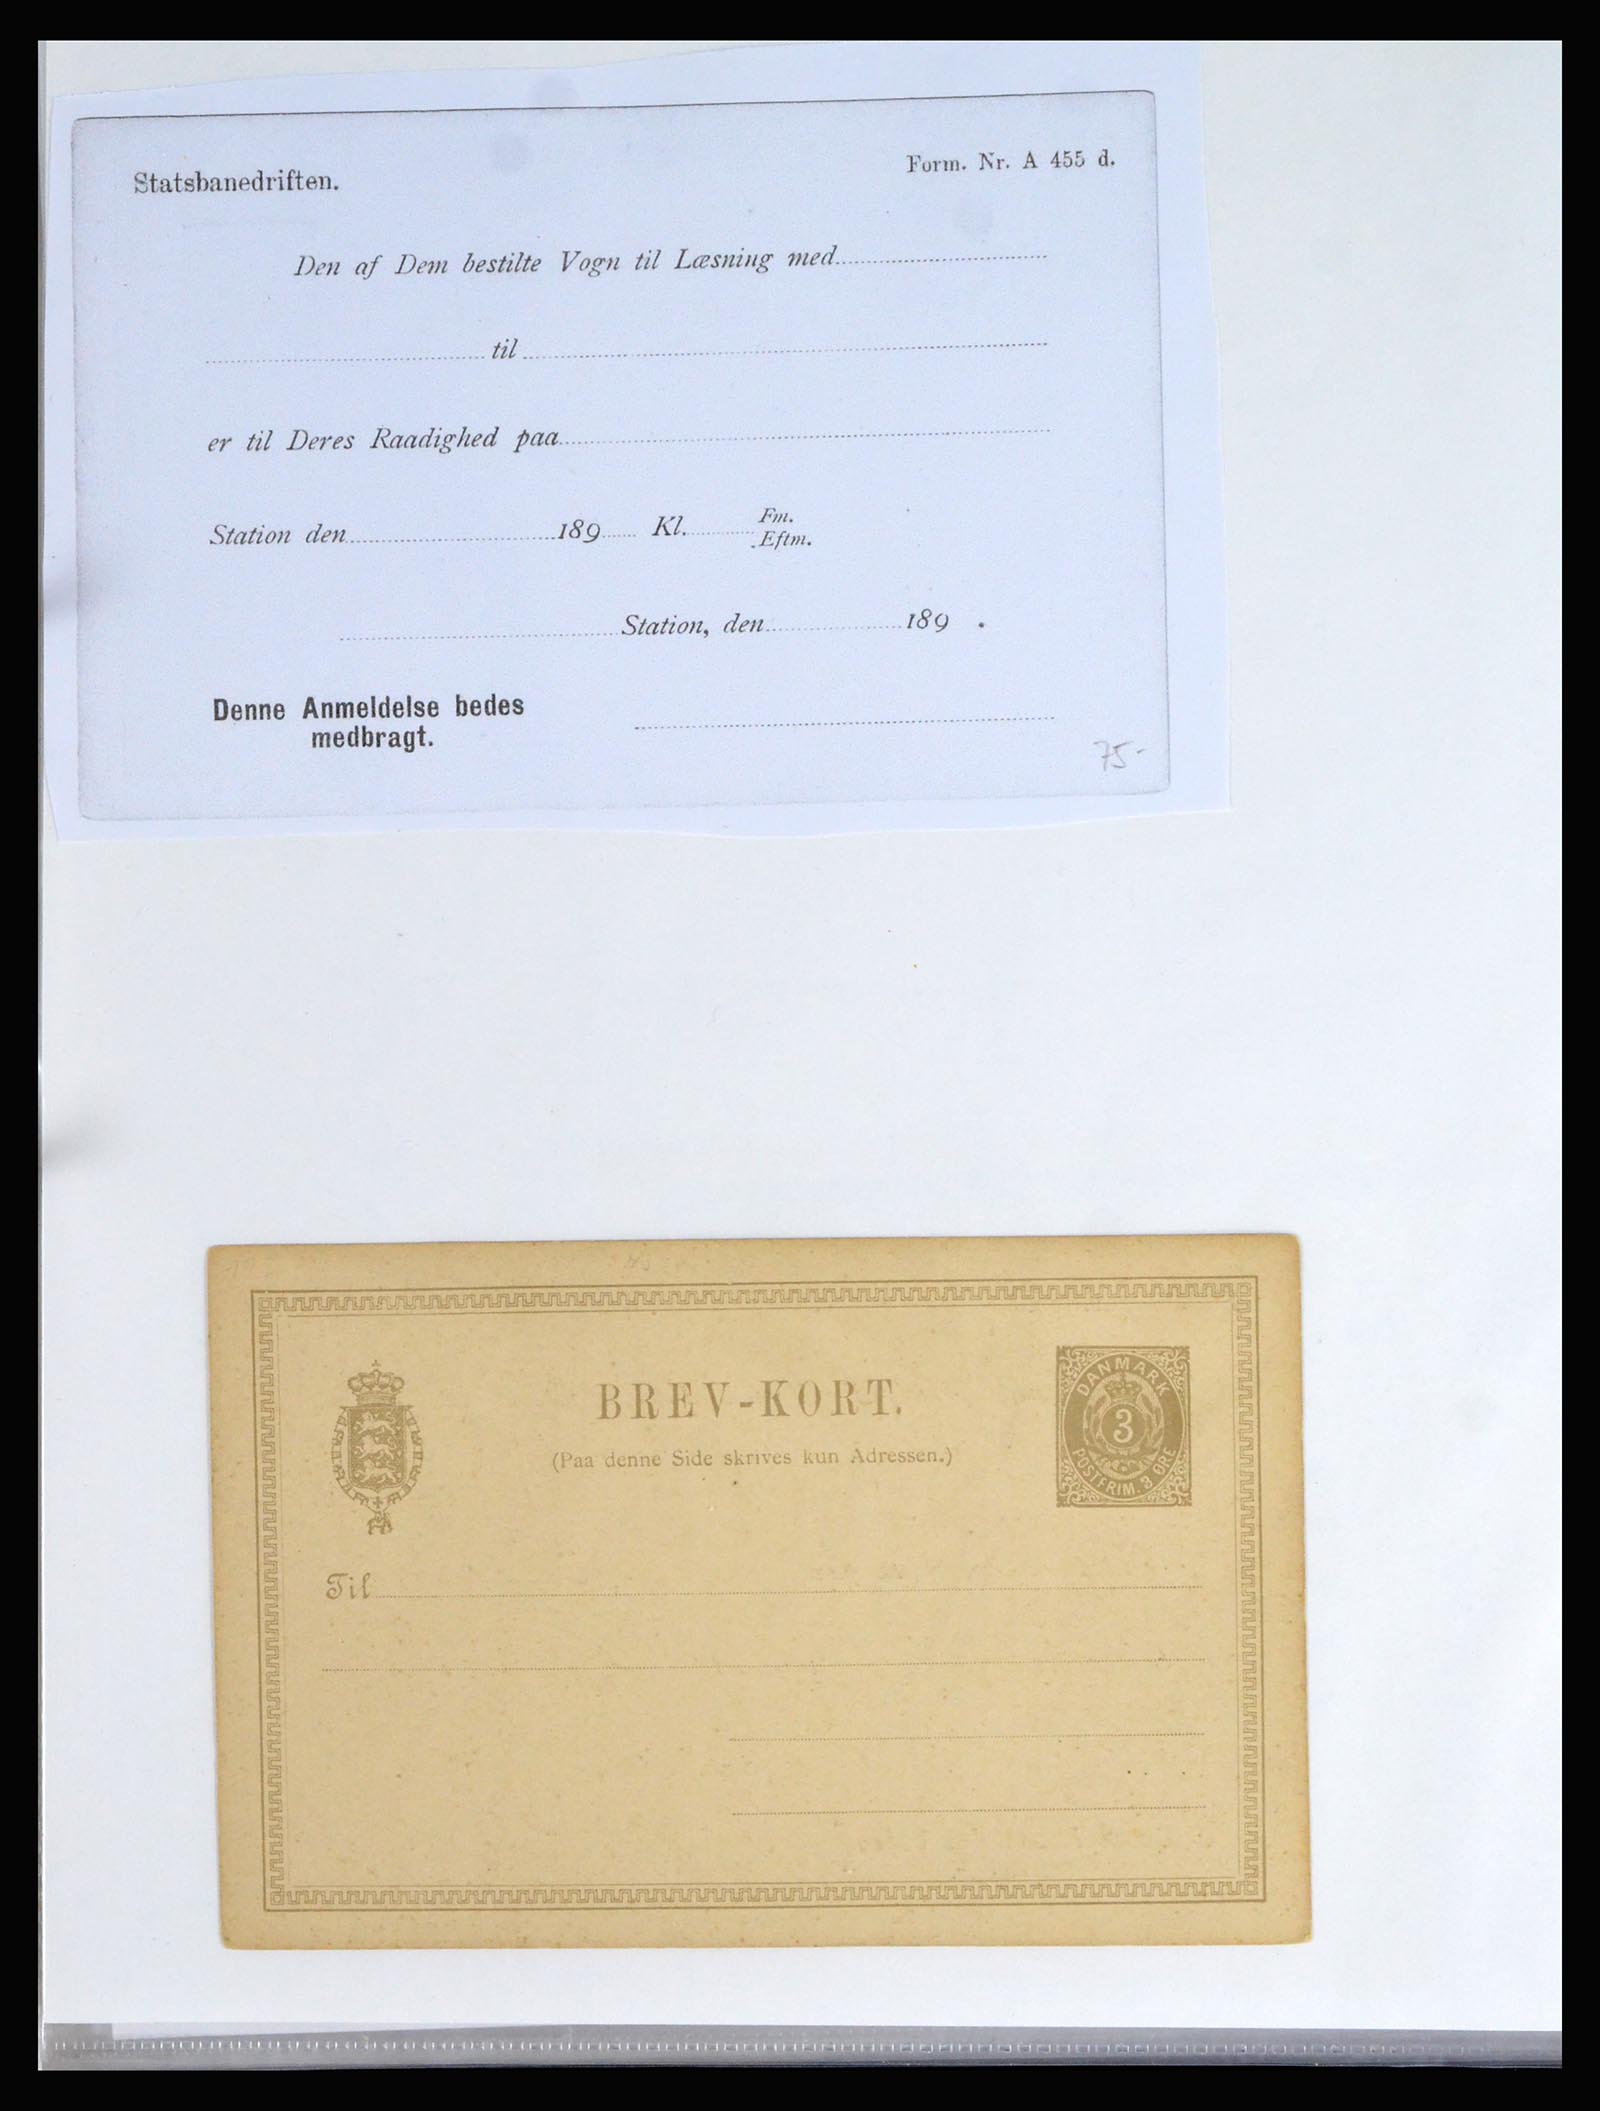 Statsbanedriften.
Form. Nr. A 455 d.
Den af Dem bestilte Vogn til Læsning med
til
er til Deres Raadighed paa
Station den 189 Kl. Fm.
Eftm.
Station, den 189 .
Denne Anmeldelse bedes
medbragt.
75-
BREV-KORT.
(Paa denne Side skrives kun Adressen.)
DANMARK
3
POSTFRIM. 3 ØRE
Til